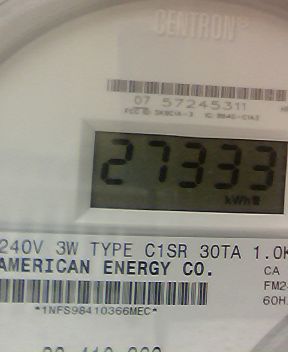 CENTRON®
07 57245311
27333
kWh
240V 3W TYPE C1SR 30TA 1.0K
AMERICAN ENERGY CO.
CA
FM2
60H
*1NFS98410366MEC*